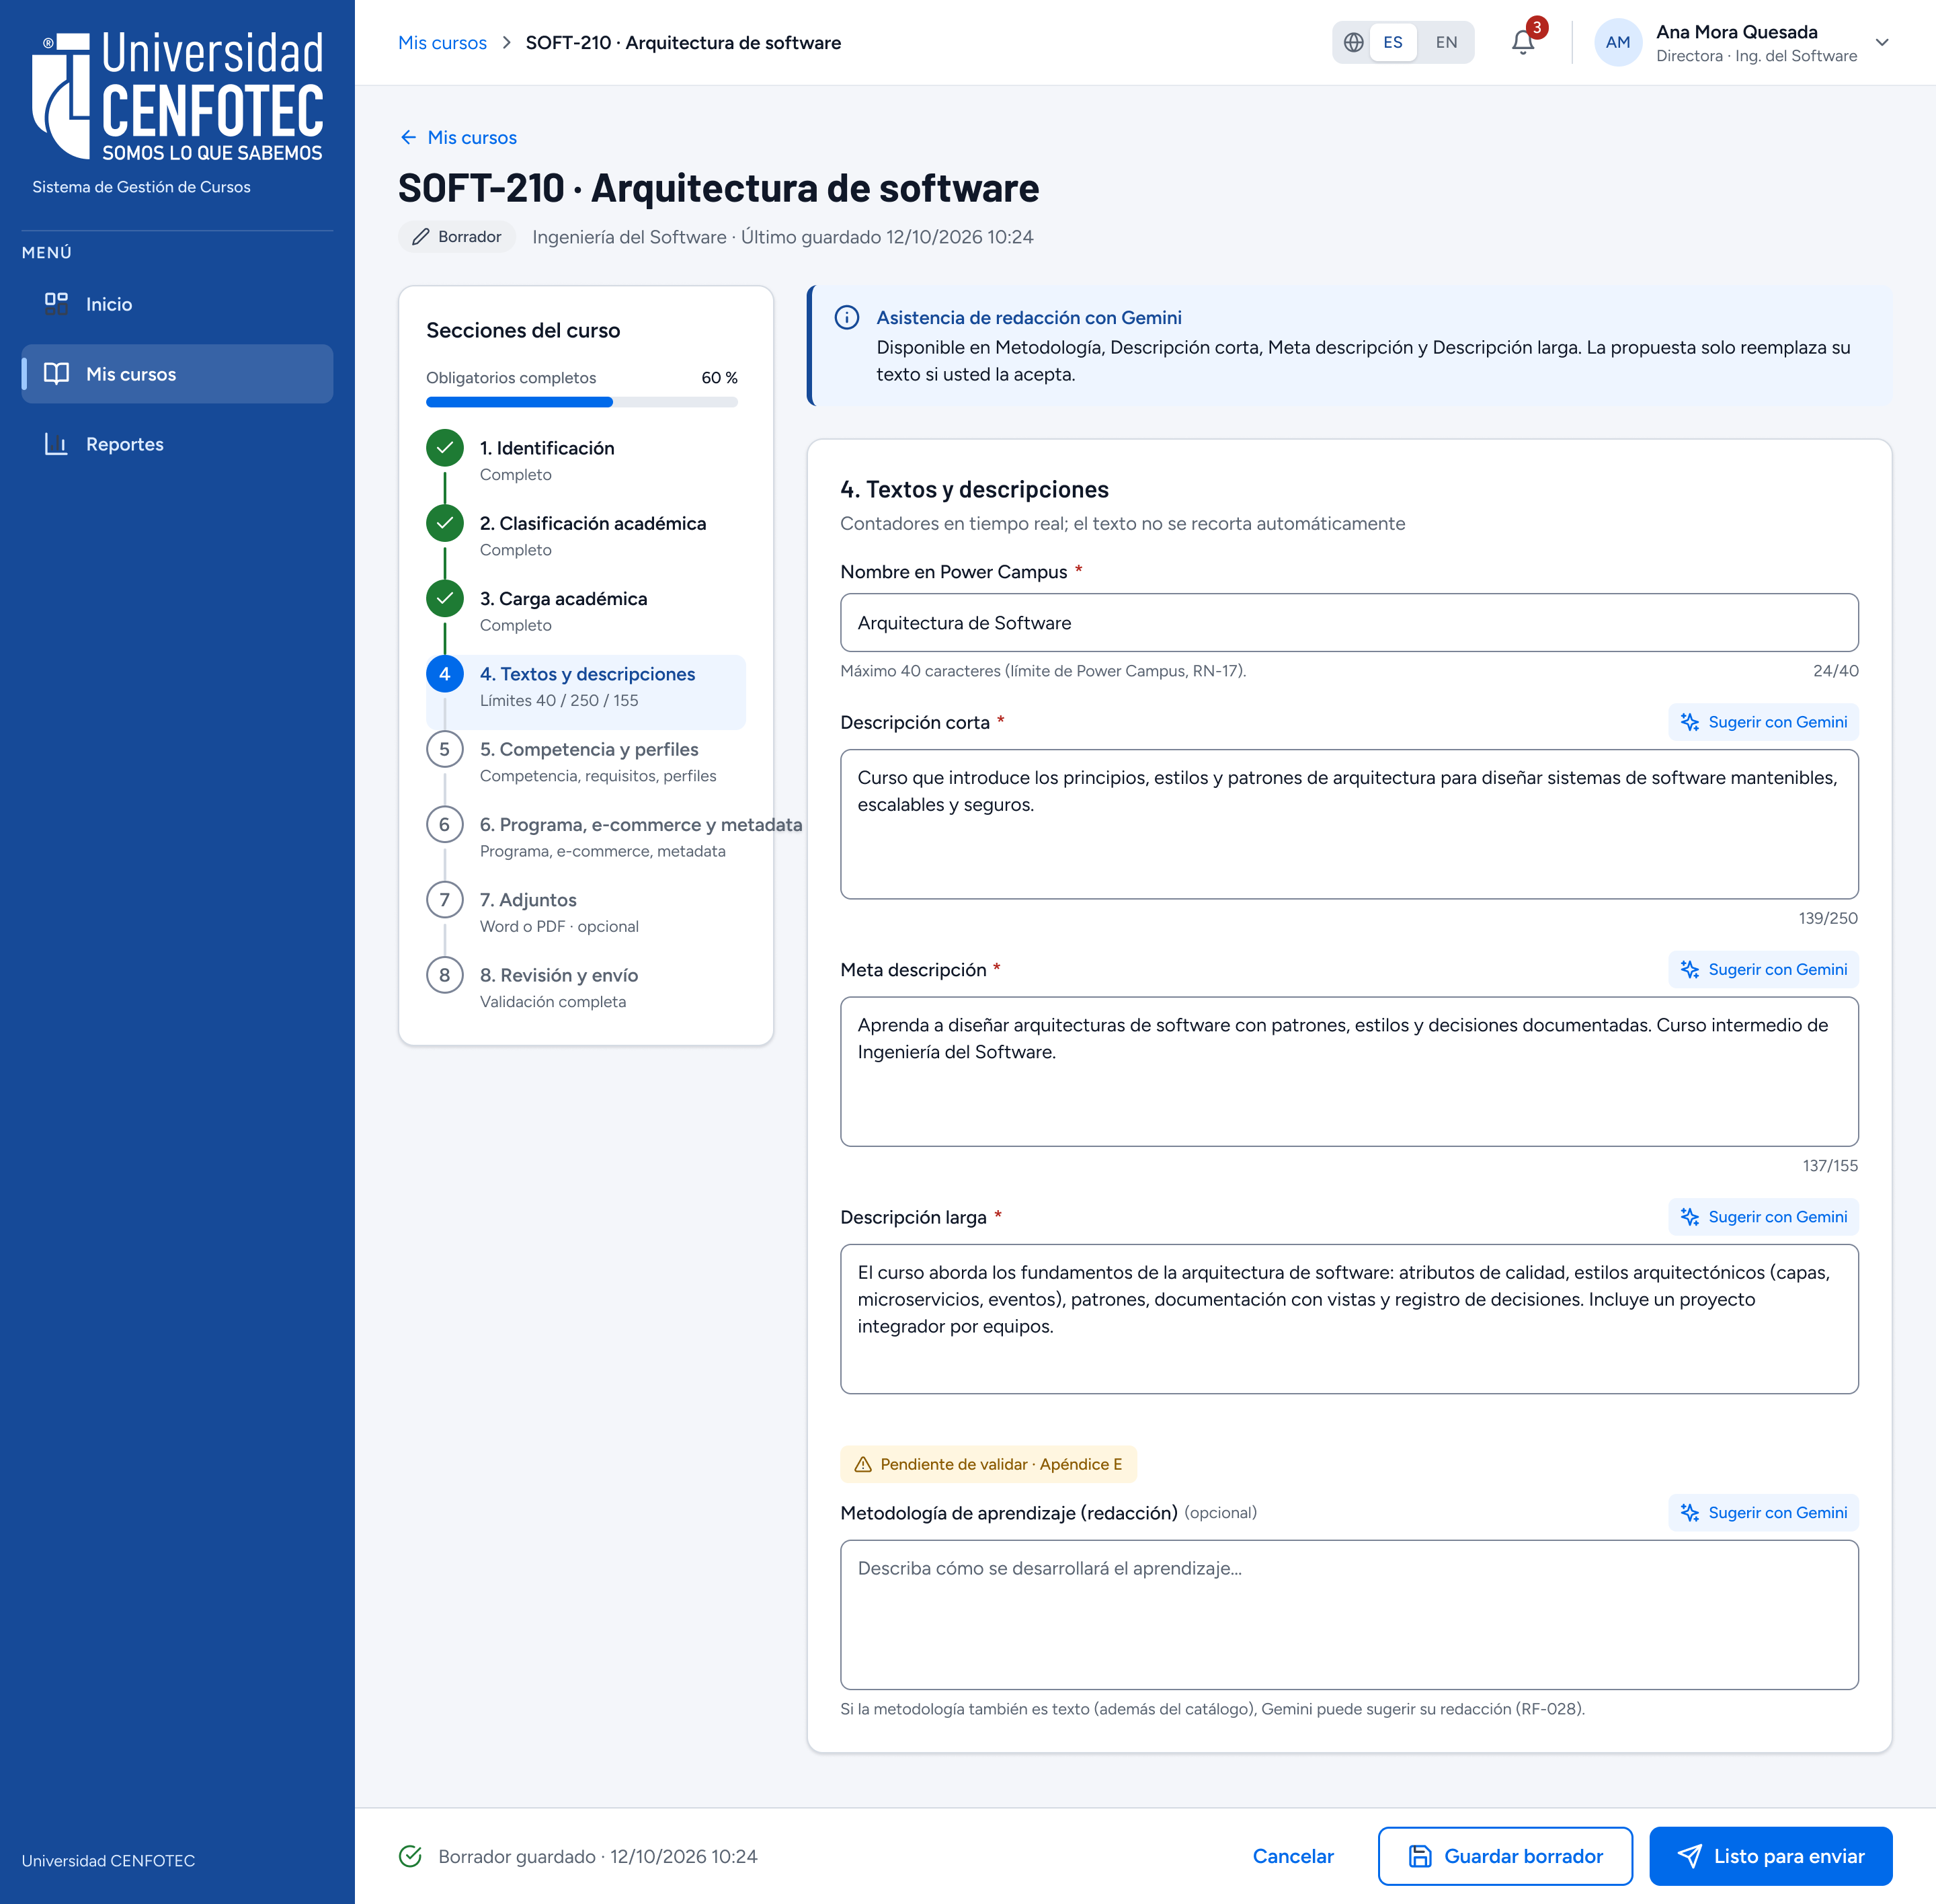 ® Universidad
CENFOTEC
SOMOS LO QUE SABEMOS
Sistema de Gestión de Cursos
MENÚ
Inicio
Mis cursos
Reportes
Universidad CENFOTEC
Mis cursos > SOFT-210 · Arquitectura de software
ES EN
3
AM
Ana Mora Quesada
Directora · Ing. del Software
← Mis cursos
SOFT-210 · Arquitectura de software
Borrador
Ingeniería del Software · Último guardado 12/10/2026 10:24
Secciones del curso
Obligatorios completos 60 %
1. Identificación
Completo
2. Clasificación académica
Completo
3. Carga académica
Completo
4 4. Textos y descripciones
Límites 40 / 250 / 155
5 5. Competencia y perfiles
Competencia, requisitos, perfiles
6 6. Programa, e-commerce y metadata
Programa, e-commerce, metadata
7 7. Adjuntos
Word o PDF · opcional
8 8. Revisión y envío
Validación completa
Asistencia de redacción con Gemini
Disponible en Metodología, Descripción corta, Meta descripción y Descripción larga. La propuesta solo reemplaza su
texto si usted la acepta.
4. Textos y descripciones
Contadores en tiempo real; el texto no se recorta automáticamente
Nombre en Power Campus *
Arquitectura de Software
Máximo 40 caracteres (límite de Power Campus, RN-17). 24/40
Descripción corta * Sugerir con Gemini
Curso que introduce los principios, estilos y patrones de arquitectura para diseñar sistemas de software mantenibles,
escalables y seguros.
139/250
Meta descripción * Sugerir con Gemini
Aprenda a diseñar arquitecturas de software con patrones, estilos y decisiones documentadas. Curso intermedio de
Ingeniería del Software.
137/155
Descripción larga * Sugerir con Gemini
El curso aborda los fundamentos de la arquitectura de software: atributos de calidad, estilos arquitectónicos (capas,
microservicios, eventos), patrones, documentación con vistas y registro de decisiones. Incluye un proyecto
integrador por equipos.
Pendiente de validar · Apéndice E
Metodología de aprendizaje (redacción) (opcional) Sugerir con Gemini
Describa cómo se desarrollará el aprendizaje...
Si la metodología también es texto (además del catálogo), Gemini puede sugerir su redacción (RF-028).
Borrador guardado · 12/10/2026 10:24
Cancelar
Guardar borrador
Listo para enviar